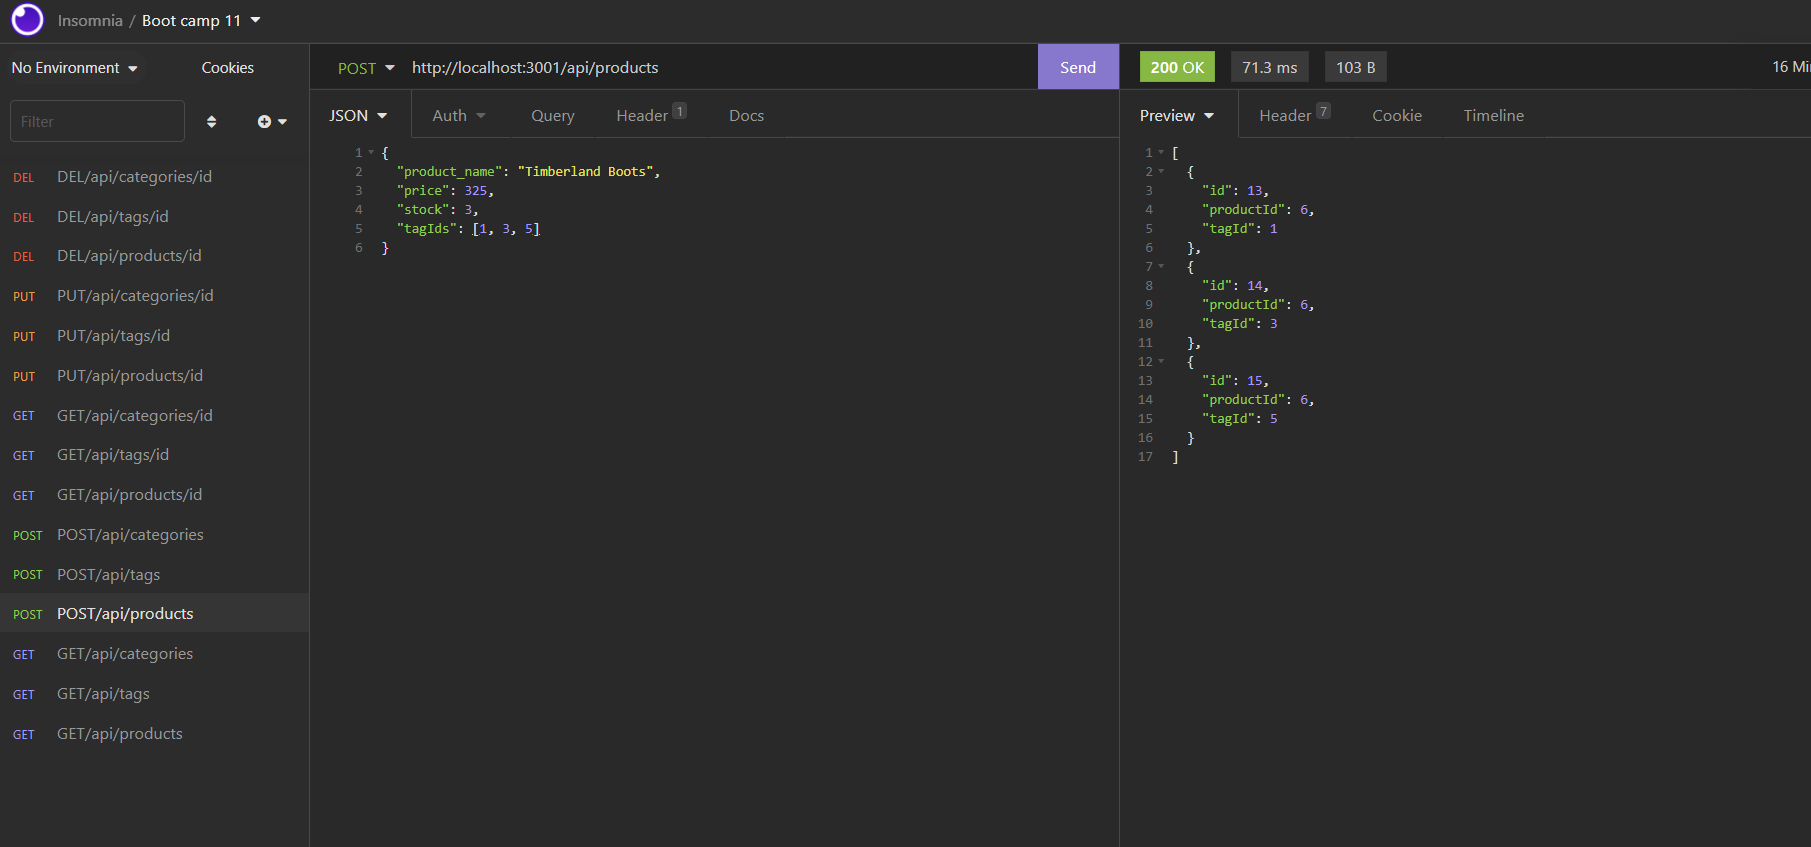 Insomnia / Boot camp 11
No Environment
Cookies
Filter
DEL DEL/api/categories/id
DEL DEL/api/tags/id
DEL DEL/api/products/id
PUT PUT/api/categories/id
PUT PUT/api/tags/id
PUT PUT/api/products/id
GET GET/api/categories/id
GET GET/api/tags/id
GET GET/api/products/id
POST POST/api/categories
POST POST/api/tags
POST POST/api/products
GET GET/api/categories
GET GET/api/tags
GET GET/api/products
POST http://localhost:3001/api/products Send
JSON Auth Query Header 1 Docs
1 {
2 "product_name": "Timberland Boots",
3 "price": 325,
4 "stock": 3,
5 "tagIds": [1, 3, 5]
6 }
200 OK 71.3 ms 103 B 16
Preview Header 7 Cookie Timeline
1 [
2 {
3 "id": 13,
4 "productId": 6,
5 "tagId": 1
6 },
7 {
8 "id": 14,
9 "productId": 6,
10 "tagId": 3
11 },
12 {
13 "id": 15,
14 "productId": 6,
15 "tagId": 5
16 }
17 ]